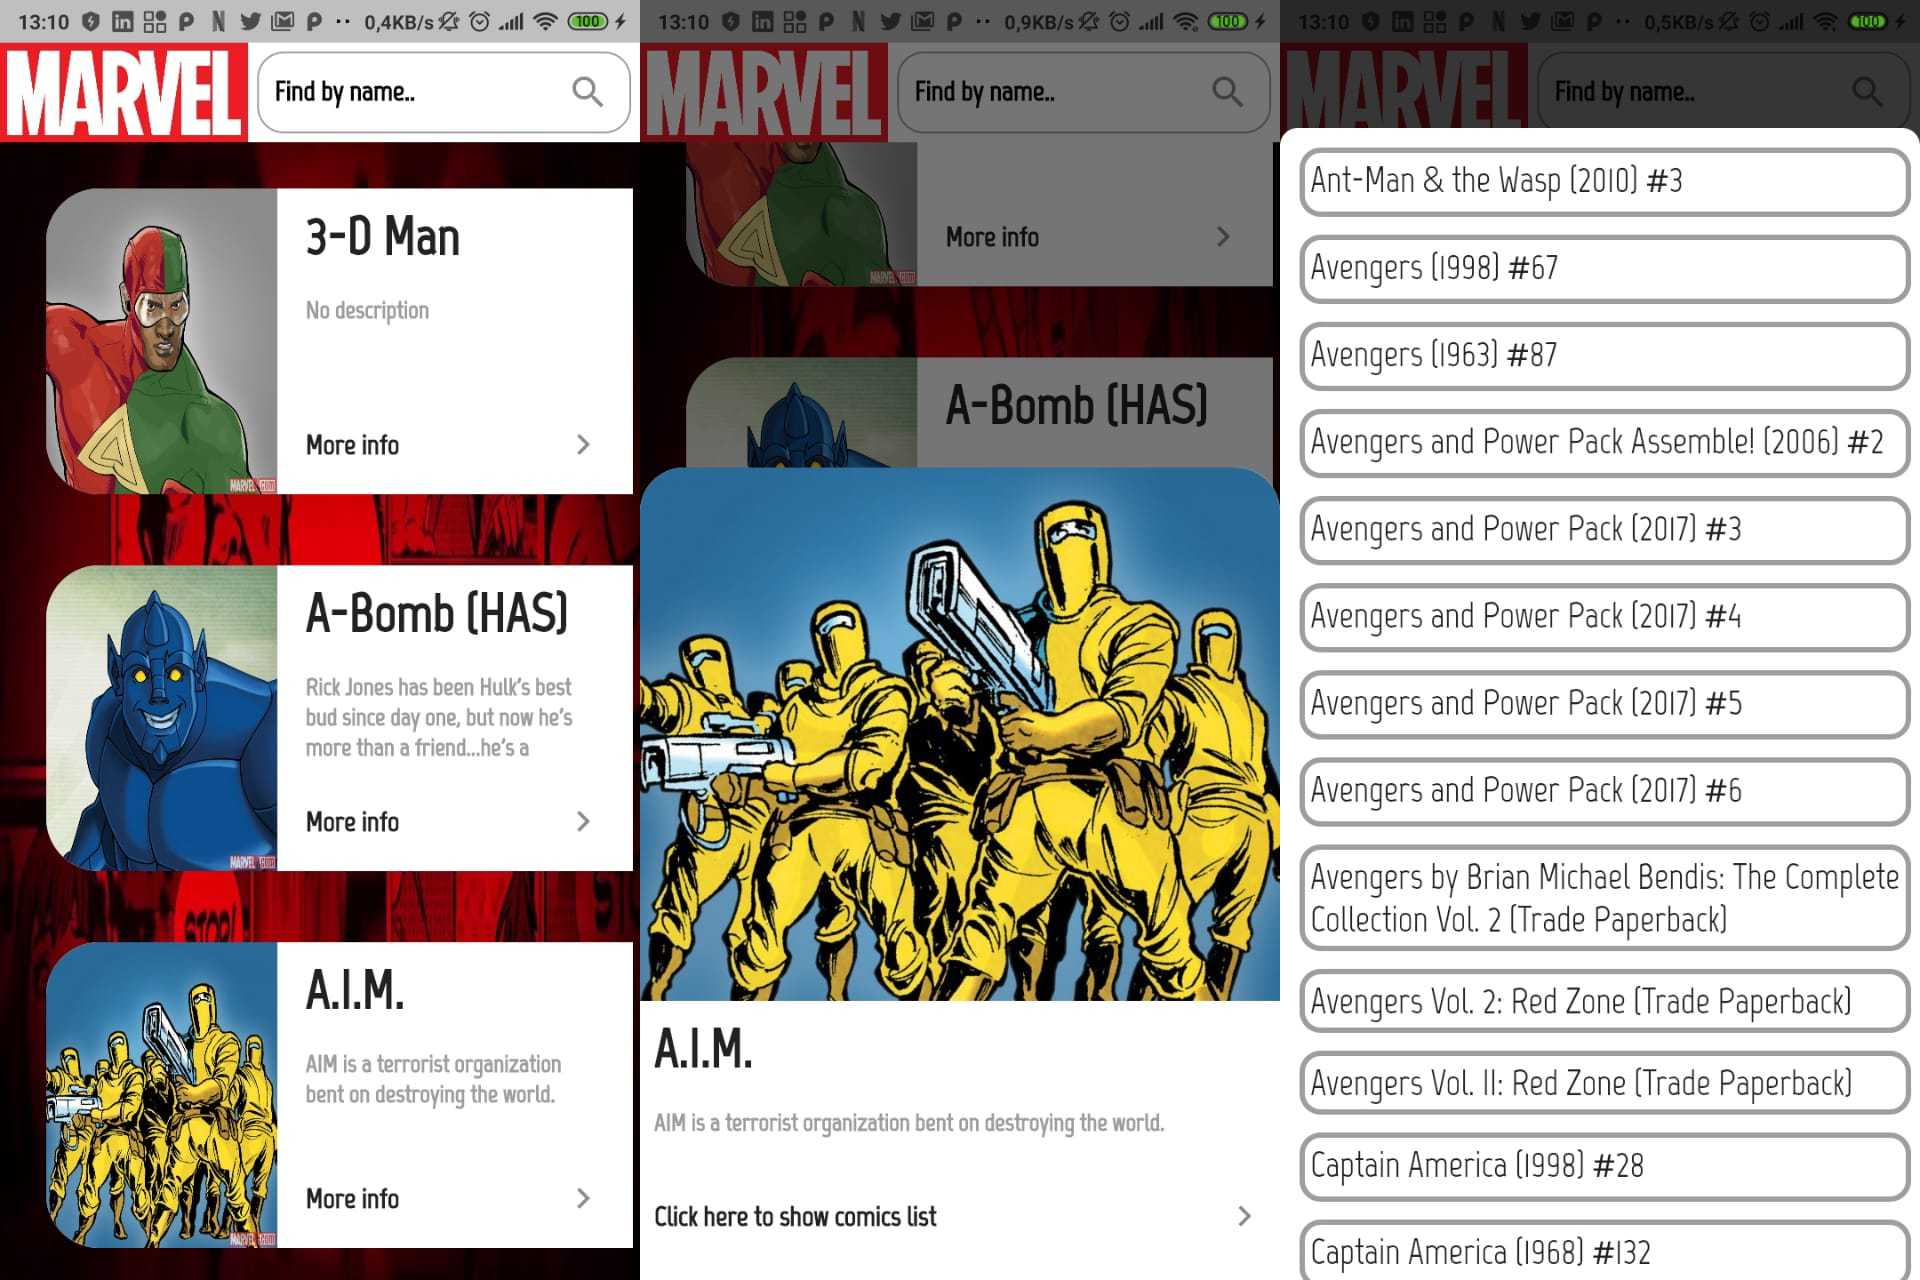 13:10
0,4KB/s
100
MARVEL
Find by name..
3-D Man
No description
More info
MARVEL.COM
A-Bomb (HAS)
Rick Jones has been Hulk's best
bud since day one, but now he's
more than a friend...he's a
More info
MARVEL.COM
STOP!
A.I.M.
AIM is a terrorist organization
bent on destroying the world.
More info
13:10
0,9KB/s
100
MARVEL
Find by name..
More info
MARVEL.COM
A-Bomb (HAS)
A.I.M.
AIM is a terrorist organization bent on destroying the world.
Click here to show comics list
13:10
0,5KB/s
100
MARVEL
Find by name..
Ant-Man & the Wasp (2010) #3
Avengers (1998) #67
Avengers (1963) #87
Avengers and Power Pack Assemble! (2006) #2
Avengers and Power Pack (2017) #3
Avengers and Power Pack (2017) #4
Avengers and Power Pack (2017) #5
Avengers and Power Pack (2017) #6
Avengers by Brian Michael Bendis: The Complete
Collection Vol. 2 (Trade Paperback)
Avengers Vol. 2: Red Zone (Trade Paperback)
Avengers Vol. II: Red Zone (Trade Paperback)
Captain America (1998) #28
Captain America (1968) #132